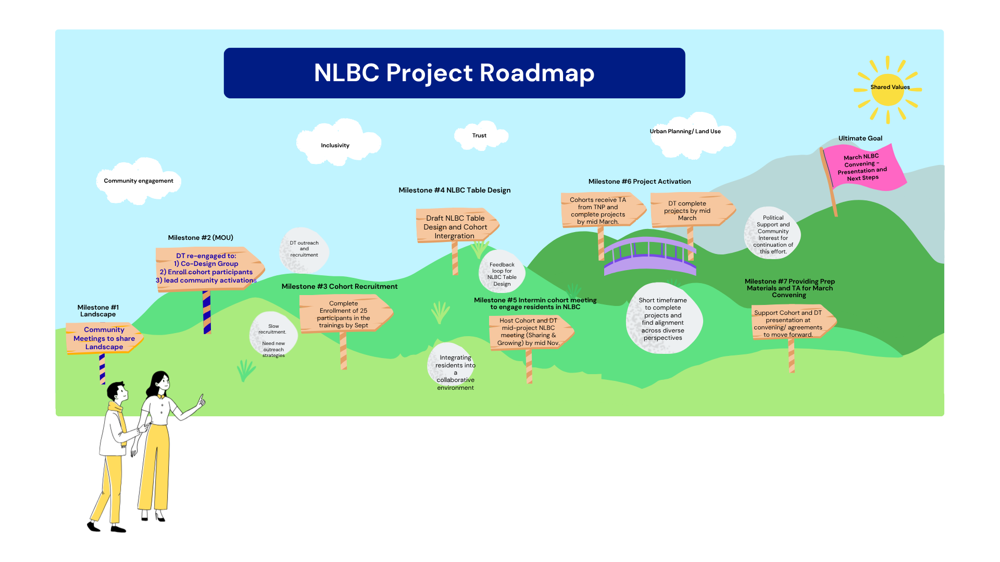 NLBC Project Roadmap
Shared Values
Inclusivity
Trust
Urban Planning/ Land Use
Community engagement
Ultimate Goal
March NLBC
Convening -
Presentation and
Next Steps
Milestone #1
Landscape
Community
Meetings to share
Landscape
Milestone #2 (MOU)
DT re-engaged to:
1) Co-Design Group
2) Enroll cohort participants
3) lead community activations
DT outreach
and
recruitment
Slow
recruitment.
Need new
outreach
strategies
Milestone #3 Cohort Recruitment
Complete
Enrollment of 25
participants in the
trainings by Sept
Milestone #4 NLBC Table Design
Draft NLBC Table
Design and Cohort
Intergration
Feedback
loop for
NLBC Table
Design
Integrating
residents into
a
collaborative
environment
Milestone #5 Intermin cohort meeting
to engage residents in NLBC
Host Cohort and DT
mid-project NLBC
meeting (Sharing &
Growing) by mid Nov.
Milestone #6 Project Activation
Cohorts receive TA
from TNP and
complete projects
by mid March.
DT complete
projects by mid
March
Short timeframe
to complete
projects and
find alignment
across diverse
perspectives
Political
Support and
Community
Interest for
continuation of
this effort.
Milestone #7 Providing Prep
Materials and TA for March
Convening
Support Cohort and DT
presentation at
convening/ agreements
to move forward.